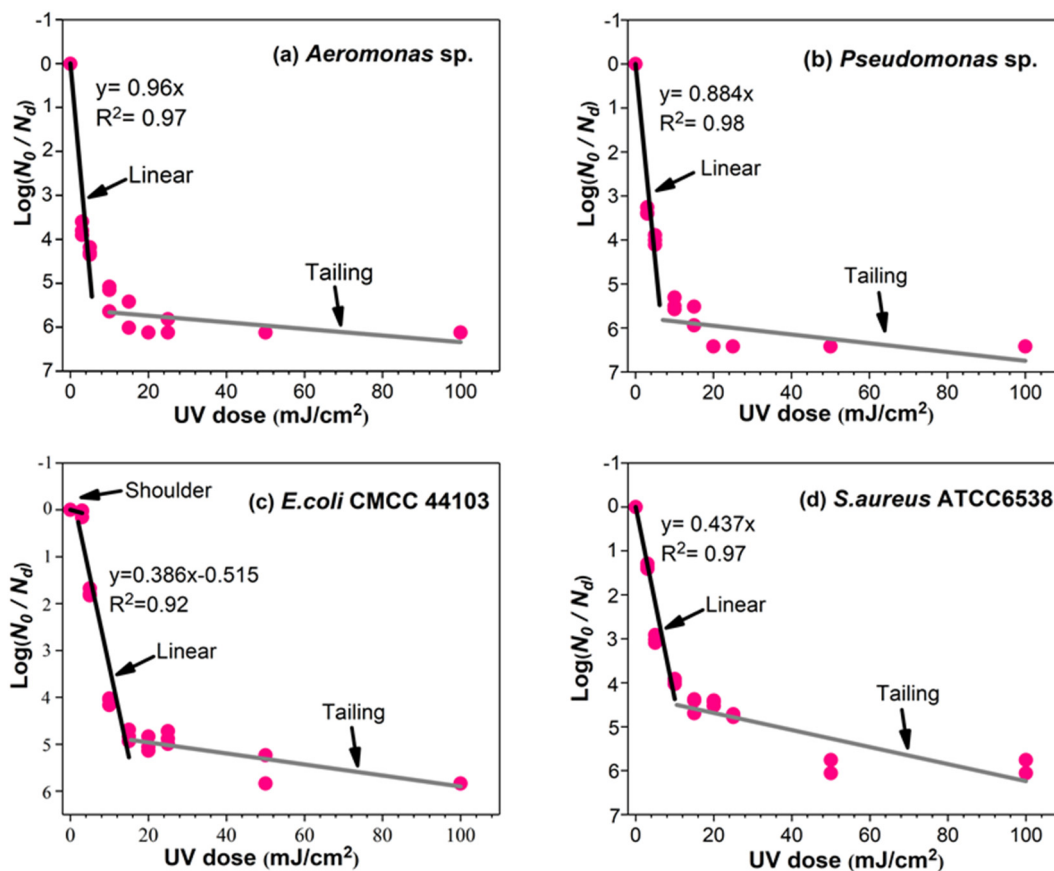 (a) Aeromonas sp.
y= 0.96x
R²= 0.97
Linear
Tailing
Log(N₀ / N_d)
-1
0
1
2
3
4
5
6
7
0 20 40 60 80 100
UV dose (mJ/cm²)
(b) Pseudomonas sp.
y= 0.884x
R²= 0.98
Linear
Tailing
Log(N₀ / N_d)
-1
0
1
2
3
4
5
6
7
0 20 40 60 80 100
UV dose (mJ/cm²)
(c) E.coli CMCC 44103
Shoulder
y=0.386x-0.515
R²=0.92
Linear
Tailing
Log(N₀ / N_d)
-1
0
1
2
3
4
5
6
0 20 40 60 80 100
UV dose (mJ/cm²)
(d) S.aureus ATCC6538
y= 0.437x
R²= 0.97
Linear
Tailing
Log(N₀ / N_d)
-1
0
1
2
3
4
5
6
7
0 20 40 60 80 100
UV dose (mJ/cm²)